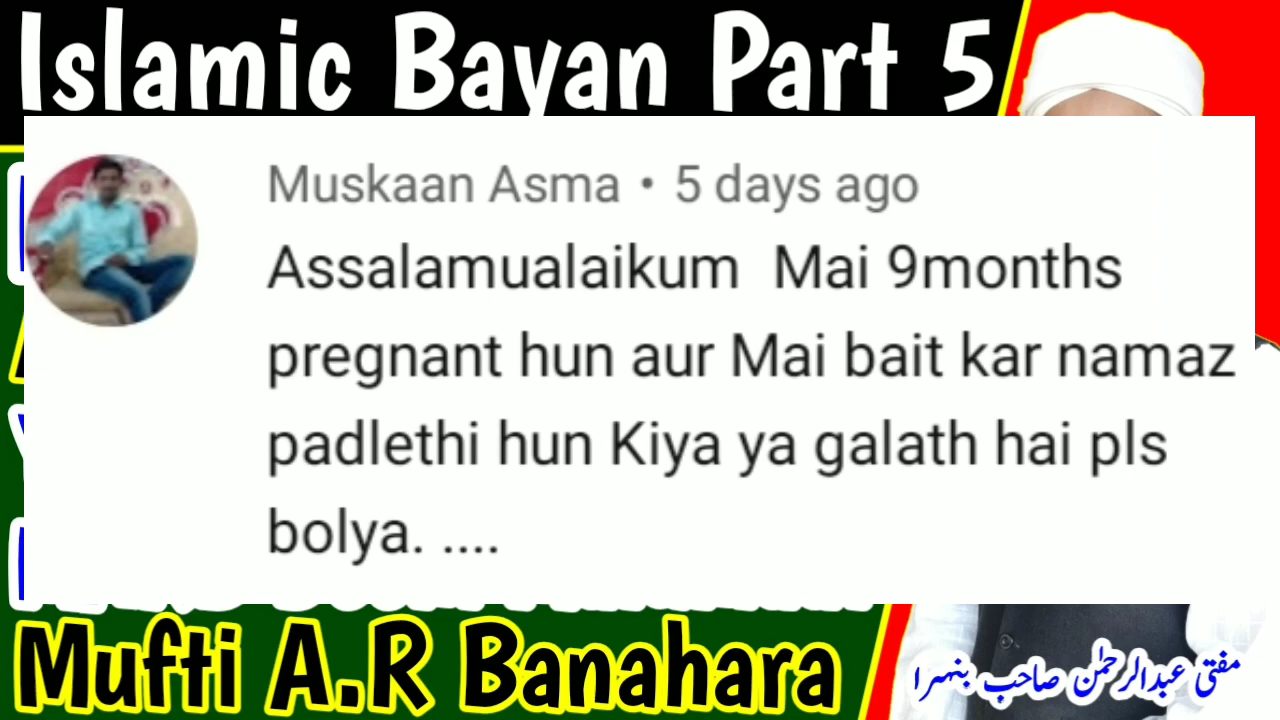 Islamic Bayan Part 5
Muskaan Asma • 5 days ago
Assalamualaikum Mai 9months
pregnant hun aur Mai bait kar namaz
padlethi hun Kiya ya galath hai pls
bolya. ....
Mufti A.R Banahara
مفتی عبدالرحمٰن صاحب بنہرا